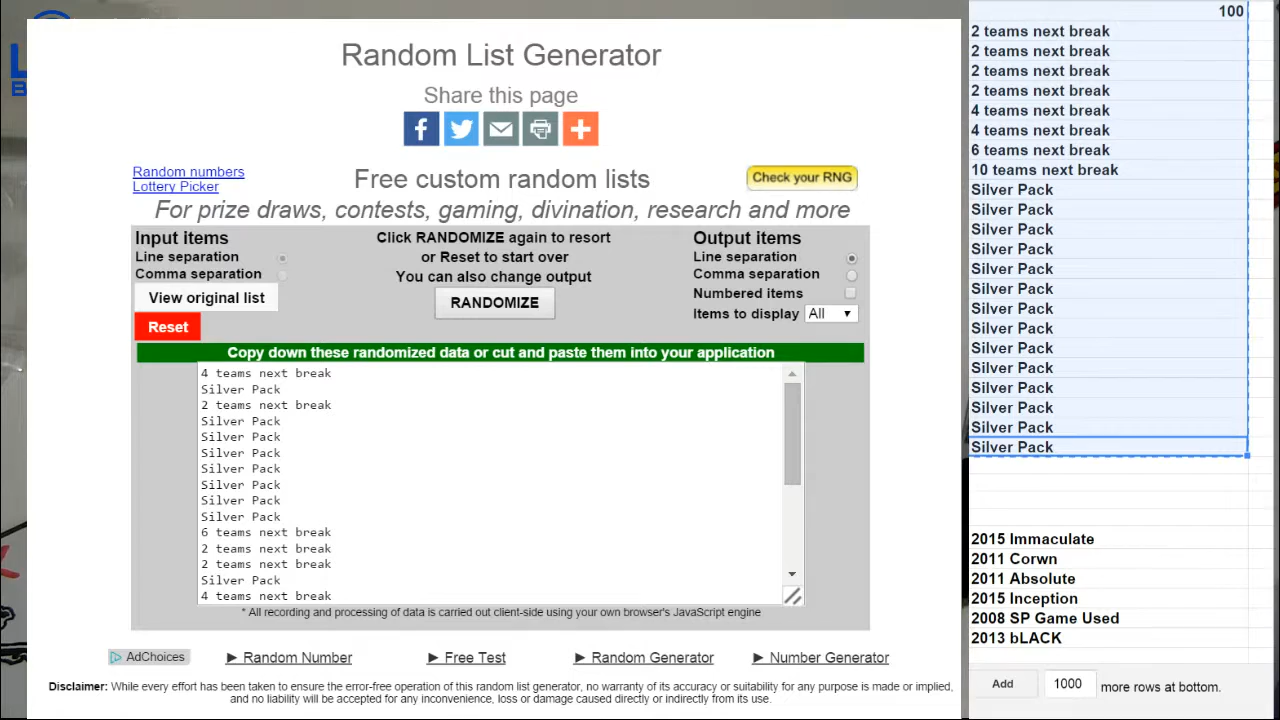 Random List Generator
Share this page
Random numbers
Lottery Picker
Free custom random lists
Check your RNG
For prize draws, contests, gaming, divination, research and more
Input items
Line separation
Comma separation
View original list
Reset
Click RANDOMIZE again to resort
or Reset to start over
You can also change output
RANDOMIZE
Output items
Line separation
Comma separation
Numbered items
Items to display All
Copy down these randomized data or cut and paste them into your application
4 teams next break
Silver Pack
2 teams next break
Silver Pack
Silver Pack
Silver Pack
Silver Pack
Silver Pack
Silver Pack
Silver Pack
6 teams next break
2 teams next break
2 teams next break
Silver Pack
4 teams next break
* All recording and processing of data is carried out client-side using your own browser's JavaScript engine
AdChoices
► Random Number
► Free Test
► Random Generator
► Number Generator
Disclaimer: While every effort has been taken to ensure the error-free operation of this random list generator, no warranty of its accuracy or suitability for any purpose is made or implied,
and no liability will be accepted for any inconvenience, loss or damage caused directly or indirectly from its use.
100
2 teams next break
2 teams next break
2 teams next break
2 teams next break
4 teams next break
4 teams next break
6 teams next break
10 teams next break
Silver Pack
Silver Pack
Silver Pack
Silver Pack
Silver Pack
Silver Pack
Silver Pack
Silver Pack
Silver Pack
Silver Pack
Silver Pack
Silver Pack
Silver Pack
Silver Pack
2015 Immaculate
2011 Corwn
2011 Absolute
2015 Inception
2008 SP Game Used
2013 bLACK
Add 1000 more rows at bottom.